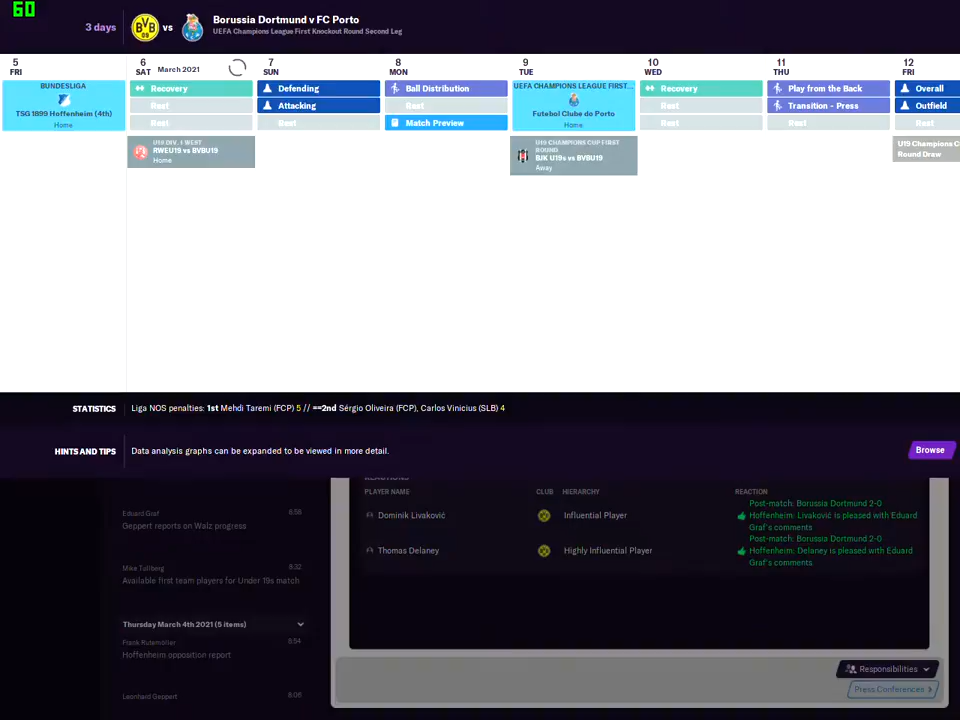 60
3 days
vs
Borussia Dortmund v FC Porto
UEFA Champions League First Knockout Round Second Leg
5
FRI
6
SAT March 2021
7
SUN
8
MON
9
TUE
10
WED
11
THU
12
FRI
BUNDESLIGA
TSG 1899 Hoffenheim (4th)
Home
Recovery
Rest
Rest
Defending
Attacking
Rest
Ball Distribution
Rest
Match Preview
UEFA CHAMPIONS LEAGUE FIRST...
Futebol Clube do Porto
Home
Recovery
Rest
Rest
Play from the Back
Transition - Press
Rest
Overall
Outfield
Rest
U19 DIV. 1 WEST
RWEU19 vs BVBU19
Home
U19 CHAMPIONS CUP FIRST
ROUND
BJK U19s vs BVBU19
Away
U19 Champions C
Round Draw
STATISTICS
Liga NOS penalties: 1st Mehdi Taremi (FCP) 5 // ==2nd Sérgio Oliveira (FCP), Carlos Vinicius (SLB) 4
HINTS AND TIPS
Data analysis graphs can be expanded to be viewed in more detail.
Browse
REACTIONS
PLAYER NAME
CLUB
HIERARCHY
REACTION
Dominik Livaković
Influential Player
Post-match: Borussia Dortmund 2-0
Hoffenheim: Livaković is pleased with Eduard
Graf's comments
Thomas Delaney
Highly Influential Player
Post-match: Borussia Dortmund 2-0
Hoffenheim: Delaney is pleased with Eduard
Graf's comments
Eduard Graf
Geppert reports on Walz progress
Mike Tullberg
8:32
Available first team players for Under 19s match
Thursday March 4th 2021 (5 items)
Frank Rutemöller
Hoffenheim opposition report
Leonhard Geppert
Responsibilities
Press Conferences